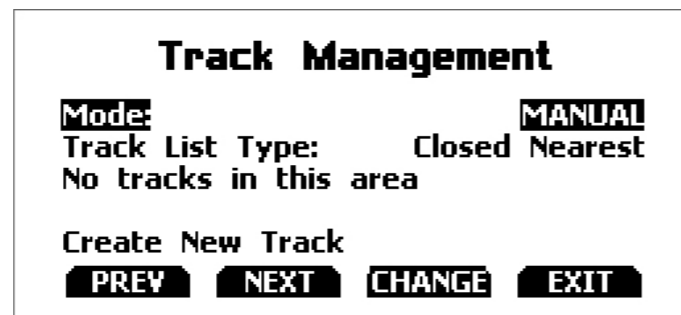 Track Management
Mode: MANUAL
Track List Type: Closed Nearest
No tracks in this area
Create New Track
PREV NEXT CHANGE EXIT